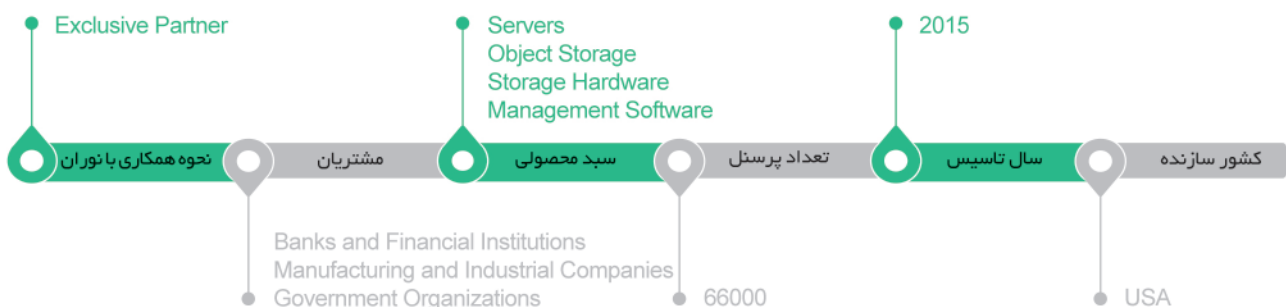 Exclusive Partner
Servers
Object Storage
Storage Hardware
Management Software
2015
کشور سازنده
سال تاسیس
تعداد پرسنل
سبد محصولی
مشتریان
نحوه همکاری با نوران
Banks and Financial Institutions
Manufacturing and Industrial Companies
Government Organizations
66000
USA